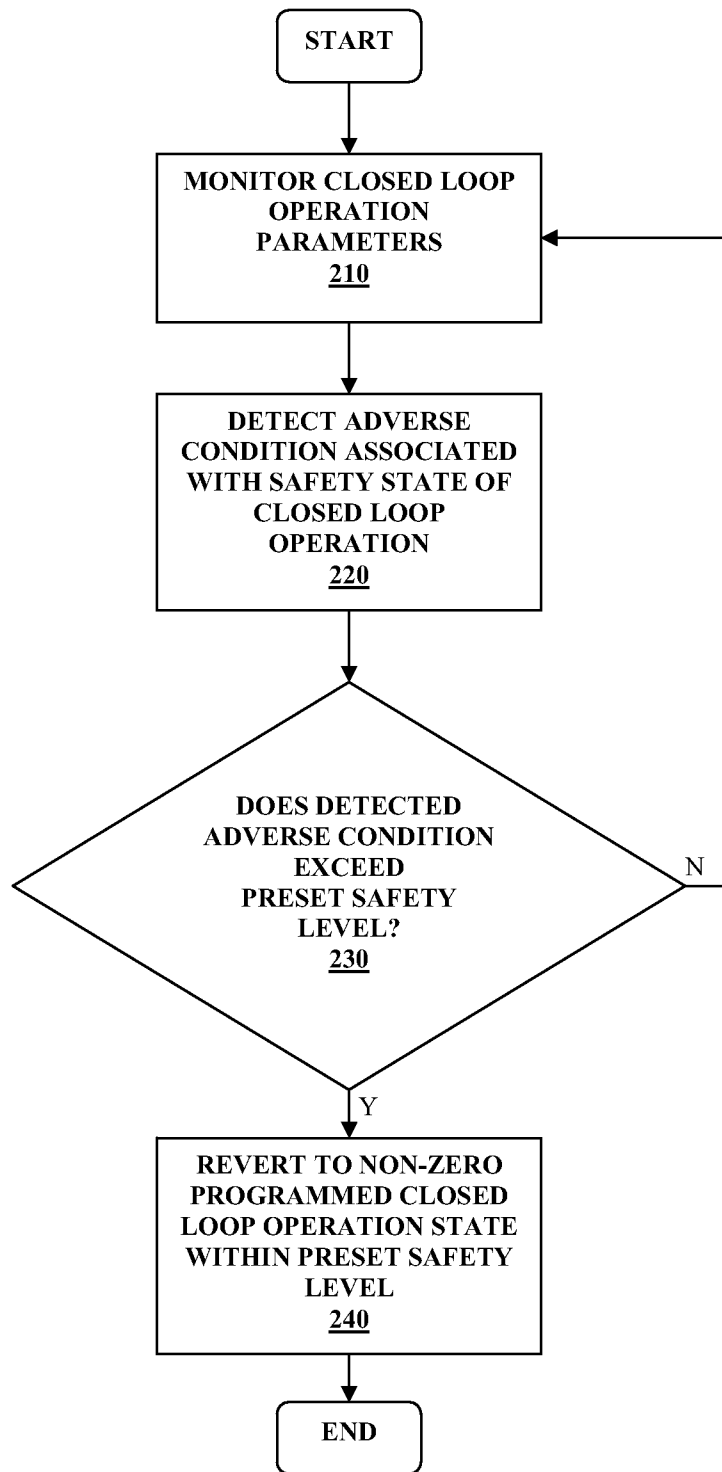 START
MONITOR CLOSED LOOP
OPERATION
PARAMETERS
210
DETECT ADVERSE
CONDITION ASSOCIATED
WITH SAFETY STATE OF
CLOSED LOOP
OPERATION
220
DOES DETECTED
ADVERSE CONDITION
EXCEED
PRESET SAFETY
LEVEL?
230
N
Y
REVERT TO NON-ZERO
PROGRAMMED CLOSED
LOOP OPERATION STATE
WITHIN PRESET SAFETY
LEVEL
240
END